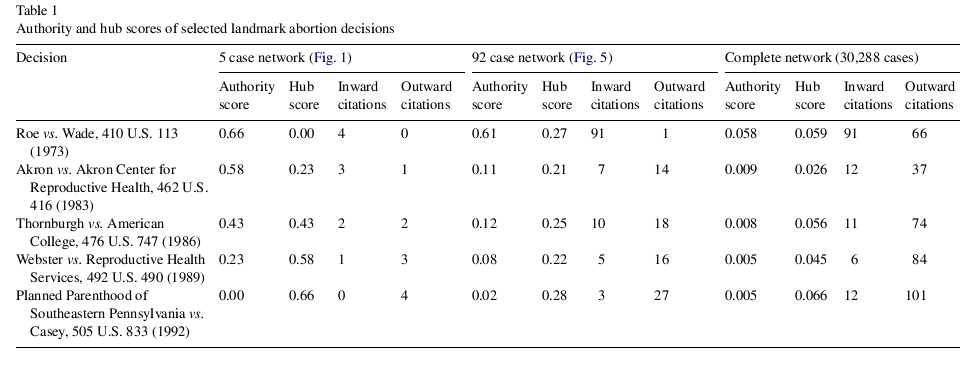 Table 1
Authority and hub scores of selected landmark abortion decisions
Decision 5 case network (Fig. 1) 92 case network (Fig. 5) Complete network (30,288 cases)
Authority Hub Inward Outward Authority Hub Inward Outward Authority Hub Inward Outward
score score citations citations score score citations citations score score citations citations
Roe vs. Wade, 410 U.S. 113 0.66 0.00 4 0 0.61 0.27 91 1 0.058 0.059 91 66
(1973)
Akron vs. Akron Center for 0.58 0.23 3 1 0.11 0.21 7 14 0.009 0.026 12 37
Reproductive Health, 462 U.S.
416 (1983)
Thornburgh vs. American 0.43 0.43 2 2 0.12 0.25 10 18 0.008 0.056 11 74
College, 476 U.S. 747 (1986)
Webster vs. Reproductive Health 0.23 0.58 1 3 0.08 0.22 5 16 0.005 0.045 6 84
Services, 492 U.S. 490 (1989)
Planned Parenthood of 0.00 0.66 0 4 0.02 0.28 3 27 0.005 0.066 12 101
Southeastern Pennsylvania vs.
Casey, 505 U.S. 833 (1992)